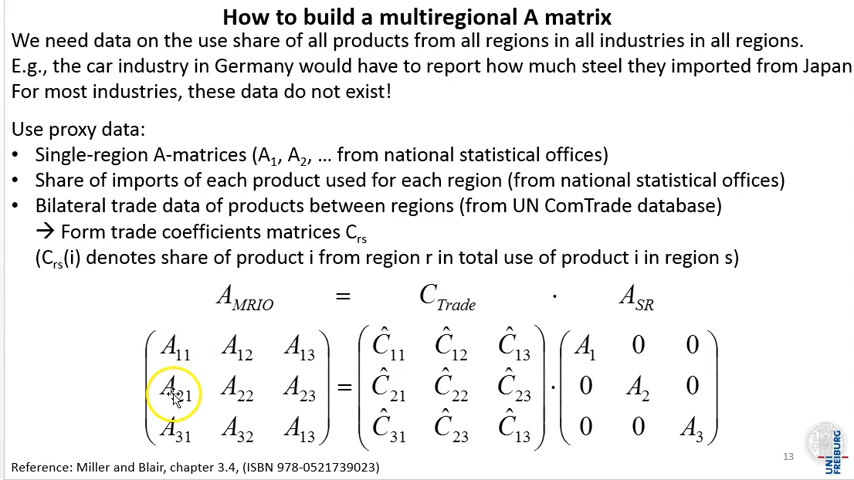 How to build a multiregional A matrix
We need data on the use share of all products from all regions in all industries in all regions.
E.g., the car industry in Germany would have to report how much steel they imported from Japan
For most industries, these data do not exist!
Use proxy data:
• Single-region A-matrices (A₁, A₂, … from national statistical offices)
• Share of imports of each product used for each region (from national statistical offices)
• Bilateral trade data of products between regions (from UN ComTrade database)
→ Form trade coefficients matrices Cᵣₛ
(Cᵣₛ(i) denotes share of product i from region r in total use of product i in region s)
A_MRIO = C_Trade · A_SR
A₁₁ A₁₂ A₁₃ Ĉ₁₁ Ĉ₁₂ Ĉ₁₃ A₁ 0 0
A₂₁ A₂₂ A₂₃ = Ĉ₂₁ Ĉ₂₂ Ĉ₂₃ · 0 A₂ 0
A₃₁ A₃₂ A₁₃ Ĉ₃₁ Ĉ₂₃ Ĉ₁₃ 0 0 A₃
Reference: Miller and Blair, chapter 3.4, (ISBN 978-0521739023)
13
UNI
FREIBURG